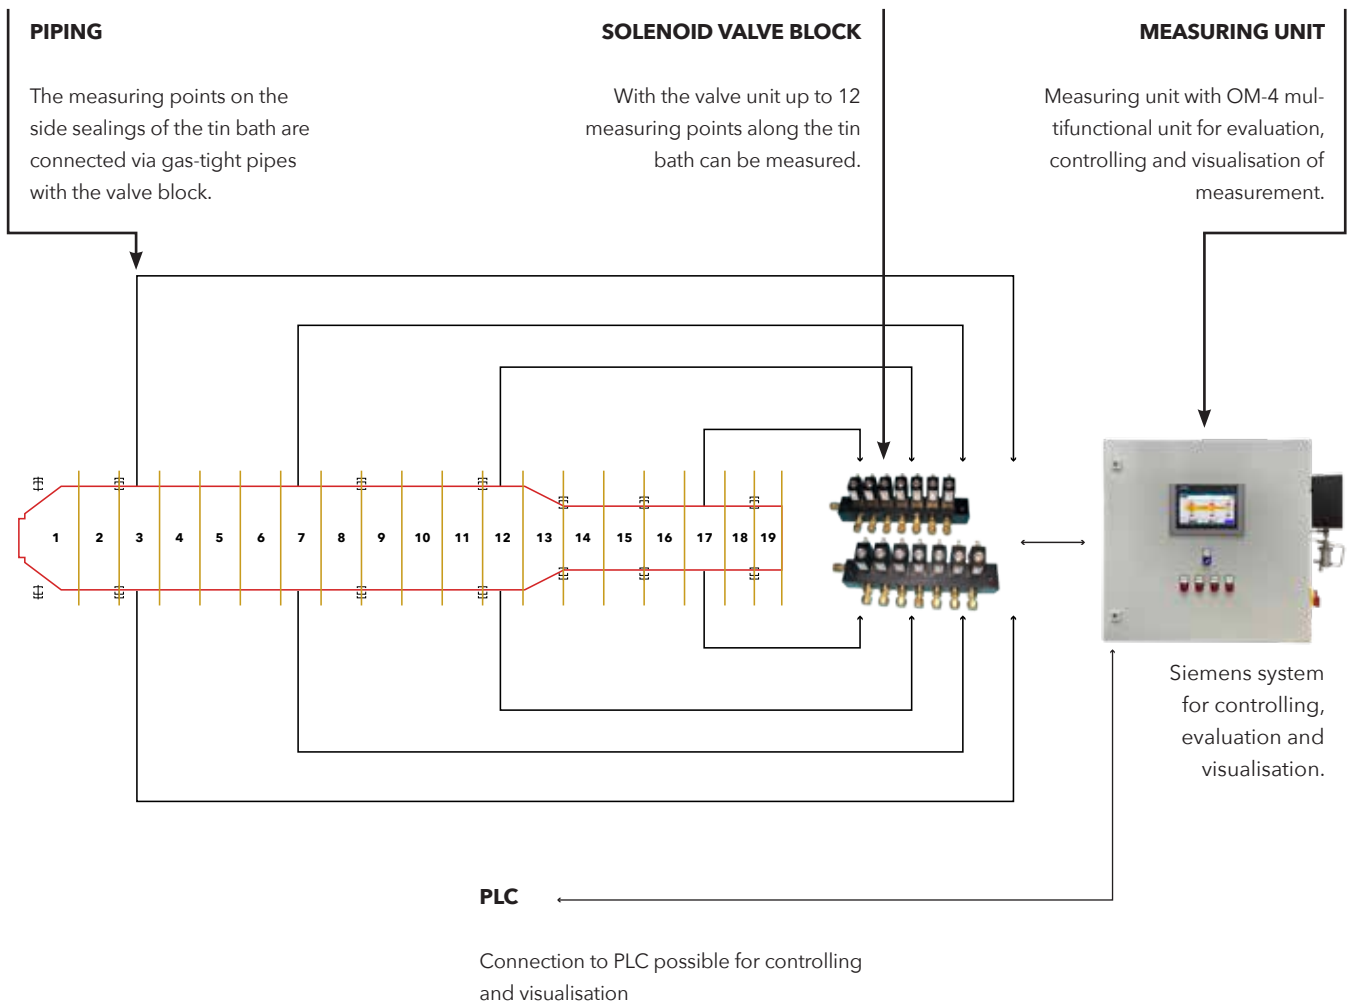 PIPING
The measuring points on the
side sealings of the tin bath are
connected via gas-tight pipes
with the valve block.
SOLENOID VALVE BLOCK
With the valve unit up to 12
measuring points along the tin
bath can be measured.
MEASURING UNIT
Measuring unit with OM-4 mul-
tifunctional unit for evaluation,
controlling and visualisation of
measurement.
1 2 3 4 5 6 7 8 9 10 11 12 13 14 15 16 17 18 19
Siemens system
for controlling,
evaluation and
visualisation.
PLC
Connection to PLC possible for controlling
and visualisation